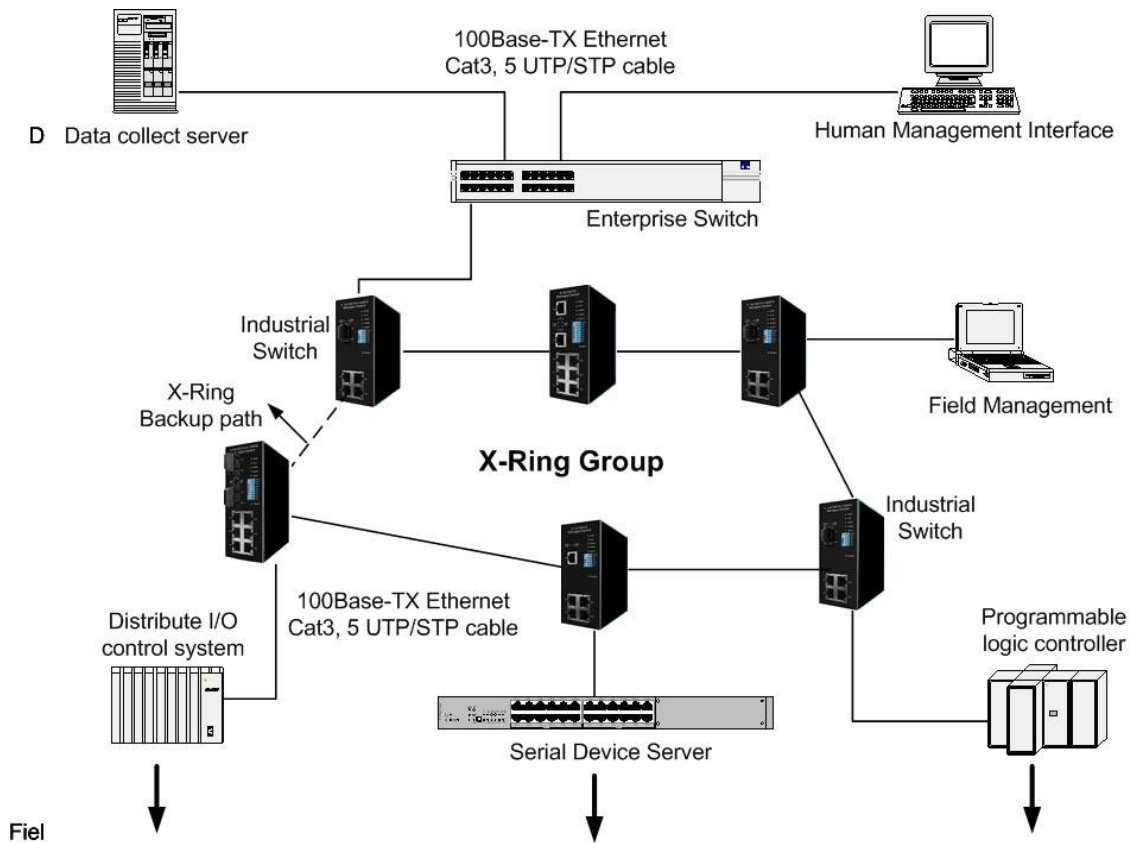 100Base-TX Ethernet
Cat3, 5 UTP/STP cable
D Data collect server
Human Management Interface
Enterprise Switch
Industrial
Switch
X-Ring
Backup path
Field Management
X-Ring Group
Industrial
Switch
100Base-TX Ethernet
Cat3, 5 UTP/STP cable
Distribute I/O
control system
Programmable
logic controller
Serial Device Server
Fiel